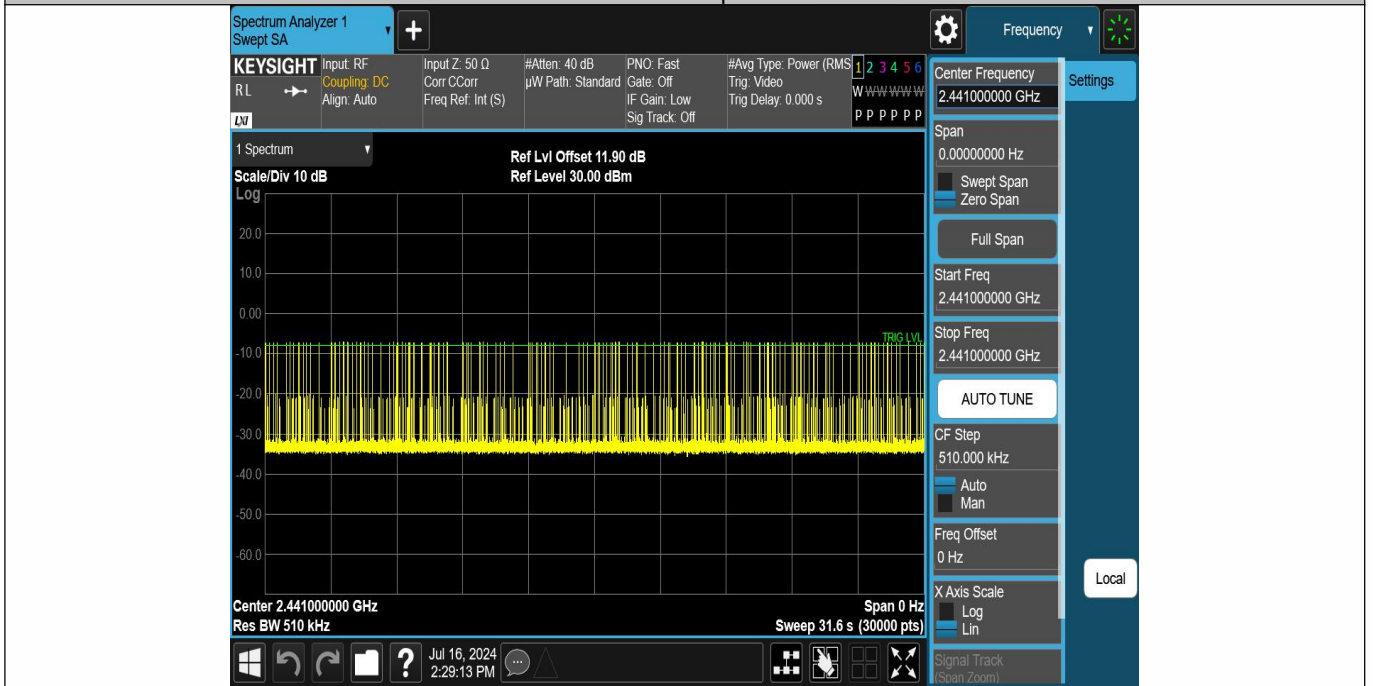 Spectrum Analyzer 1
Swept SA
+
Frequency
KEYSIGHT
RL
LXI
Input: RF
Coupling: DC
Align: Auto
Input Z: 50 Ω
Corr CCorr
Freq Ref: Int (S)
#Atten: 40 dB
µW Path: Standard
PNO: Fast
Gate: Off
IF Gain: Low
Sig Track: Off
#Avg Type: Power (RMS
Trig: Video
Trig Delay: 0.000 s
1 2 3 4 5 6
W W W W W W
P P P P P P
1 Spectrum
Scale/Div 10 dB
Ref Lvl Offset 11.90 dB
Ref Level 30.00 dBm
Log
20.0
10.0
0.00
-10.0
-20.0
-30.0
-40.0
-50.0
-60.0
TRIG LVL
Center 2.441000000 GHz
Res BW 510 kHz
Span 0 Hz
Sweep 31.6 s (30000 pts)
Center Frequency
2.441000000 GHz
Settings
Span
0.00000000 Hz
Swept Span
Zero Span
Full Span
Start Freq
2.441000000 GHz
Stop Freq
2.441000000 GHz
AUTO TUNE
CF Step
510.000 kHz
Auto
Man
Freq Offset
0 Hz
X Axis Scale
Log
Lin
Signal Track
(Span Zoom)
Local
?
Jul 16, 2024
2:29:13 PM